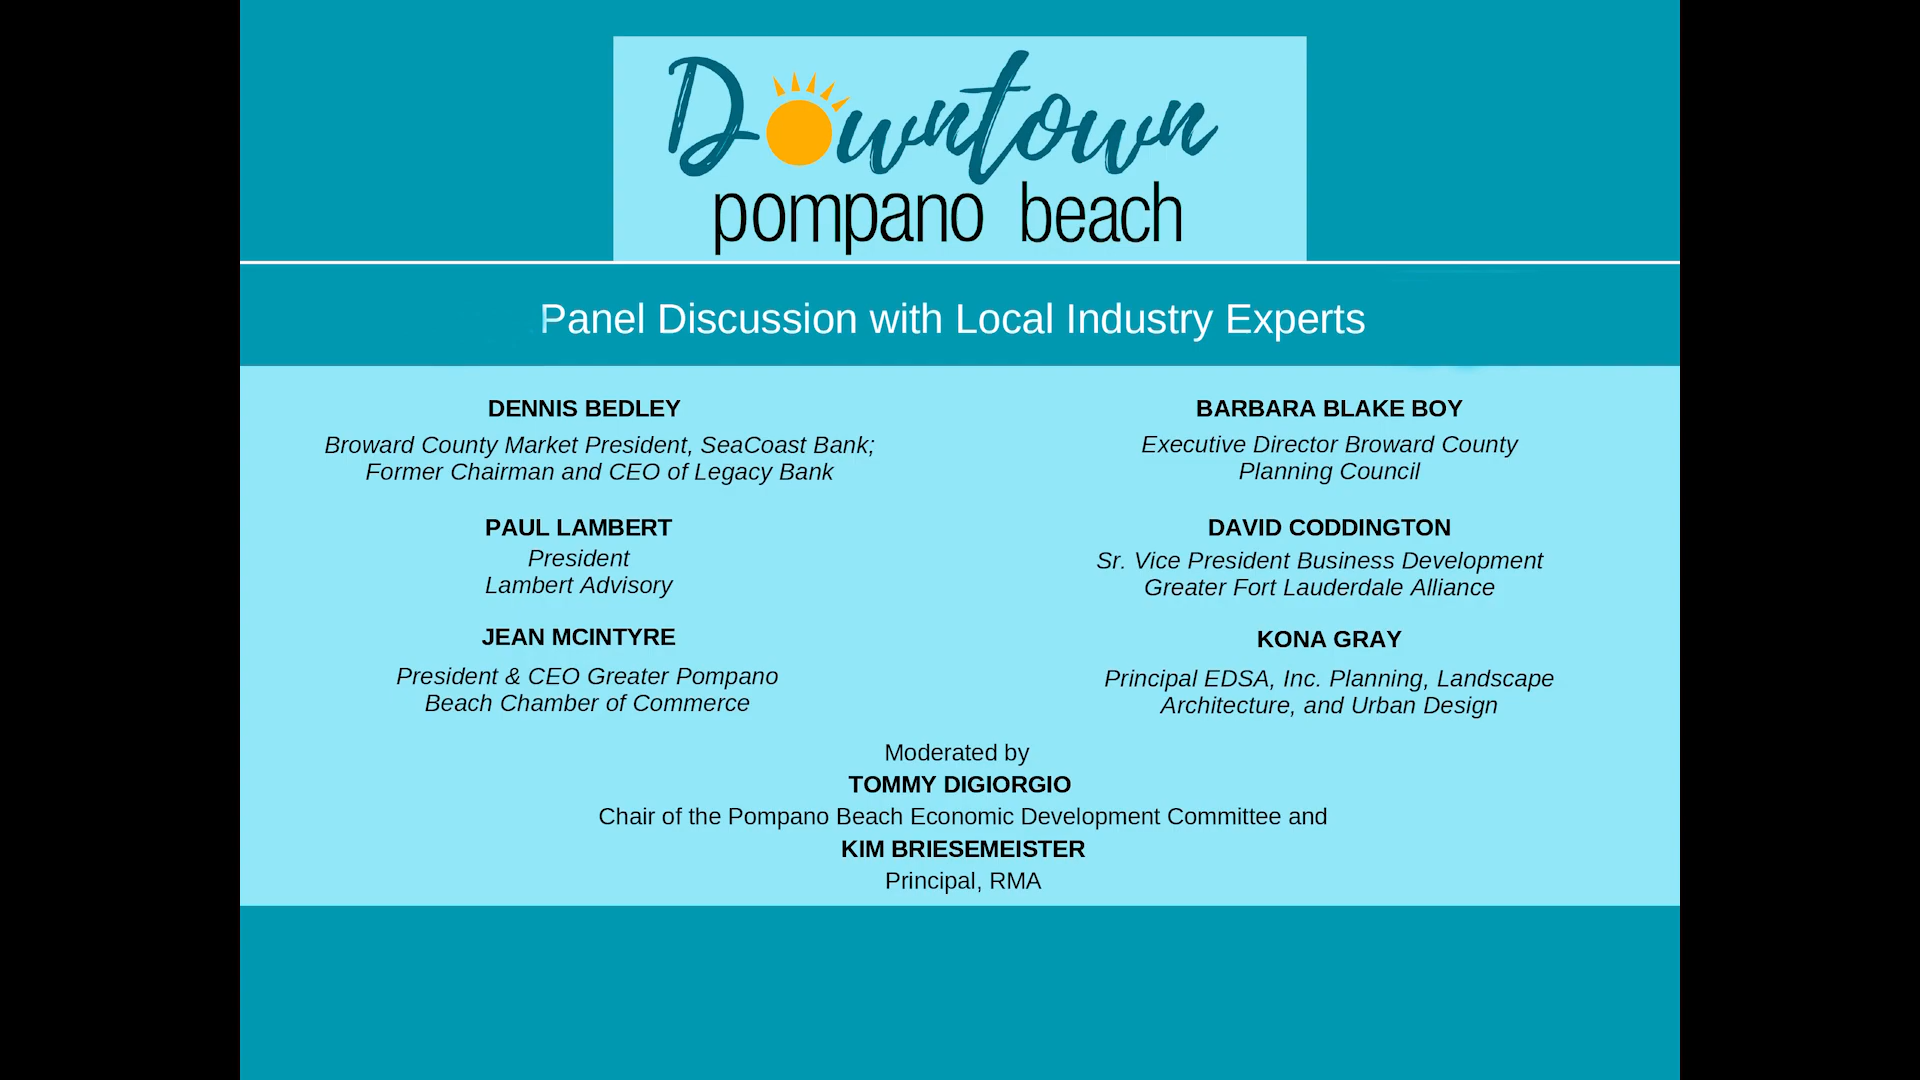 Downtown
pompano beach
Panel Discussion with Local Industry Experts
DENNIS BEDLEY
Broward County Market President, SeaCoast Bank;
Former Chairman and CEO of Legacy Bank
PAUL LAMBERT
President
Lambert Advisory
JEAN MCINTYRE
President & CEO Greater Pompano
Beach Chamber of Commerce
BARBARA BLAKE BOY
Executive Director Broward County
Planning Council
DAVID CODDINGTON
Sr. Vice President Business Development
Greater Fort Lauderdale Alliance
KONA GRAY
Principal EDSA, Inc. Planning, Landscape
Architecture, and Urban Design
Moderated by
TOMMY DIGIORGIO
Chair of the Pompano Beach Economic Development Committee and
KIM BRIESEMEISTER
Principal, RMA